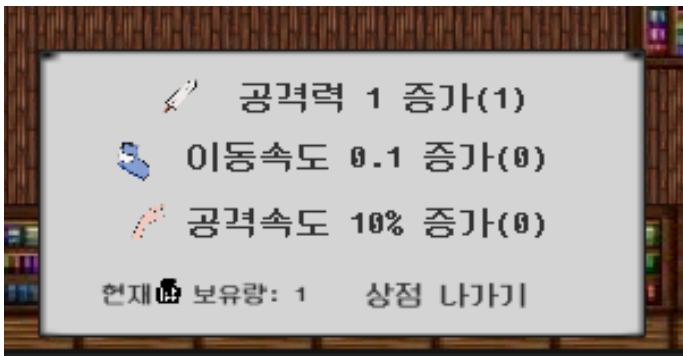 공격력 1 증가(1)
이동속도 0.1 증가(0)
공격속도 10% 증가(0)
현재 보유량: 1 상점 나가기